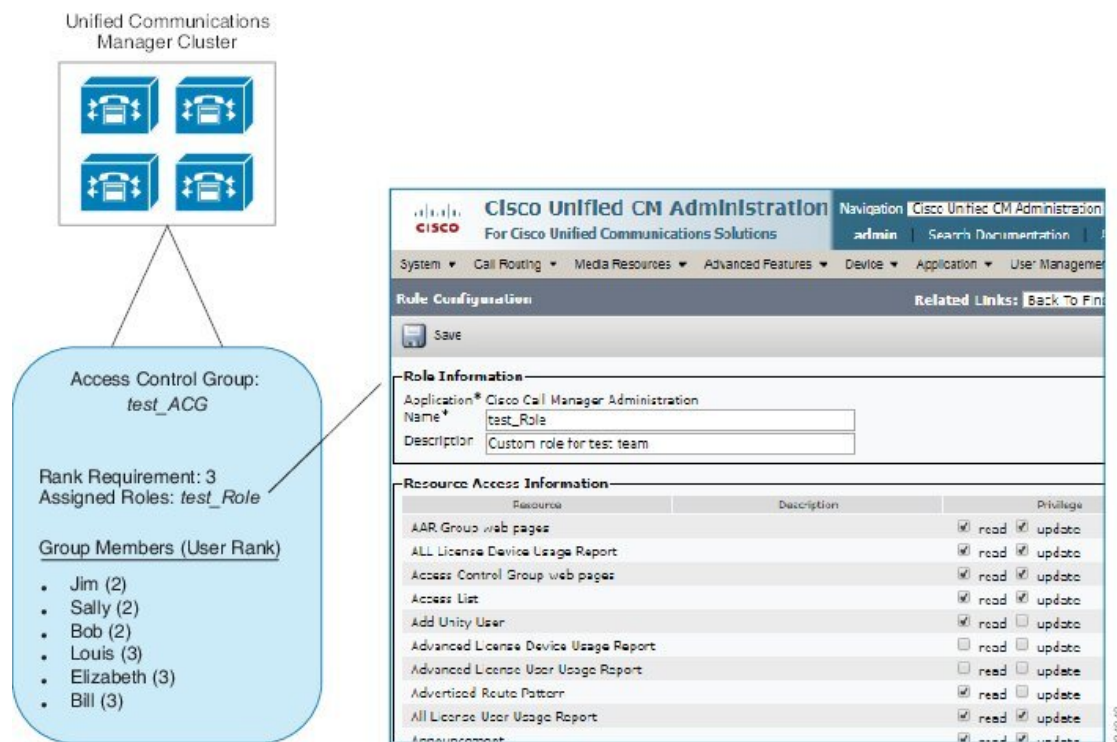 Unified Communications
Manager Cluster
Access Control Group:
test_ACG
Rank Requirement: 3
Assigned Roles: test_Role
Group Members (User Rank)
• Jim (2)
• Sally (2)
• Bob (2)
• Louis (3)
• Elizabeth (3)
• Bill (3)
CISCO
Cisco Unified CM Administration
For Cisco Unified Communications Solutions
Navigation Cisco Unified CM Administration
admin | Search Documentation |
System Call Routing Media Resources Advanced Features Device Application User Managemen
Role Configuration Related Links: Back To Fin
Save
Role Information
Application* Cisco Call Manager Administration
Name* test_Role
Description Custom role for test team
Resource Access Information
Resource Description Privilege
AAR Group web pages read update
ALL License Device Usage Report read update
Access Control Group web pages read update
Access List read update
Add Unity User read update
Advanced License Device Usage Report read update
Advanced License User Usage Report read update
Advertised Route Pattern read update
All License User Usage Report read update
Announcement read update